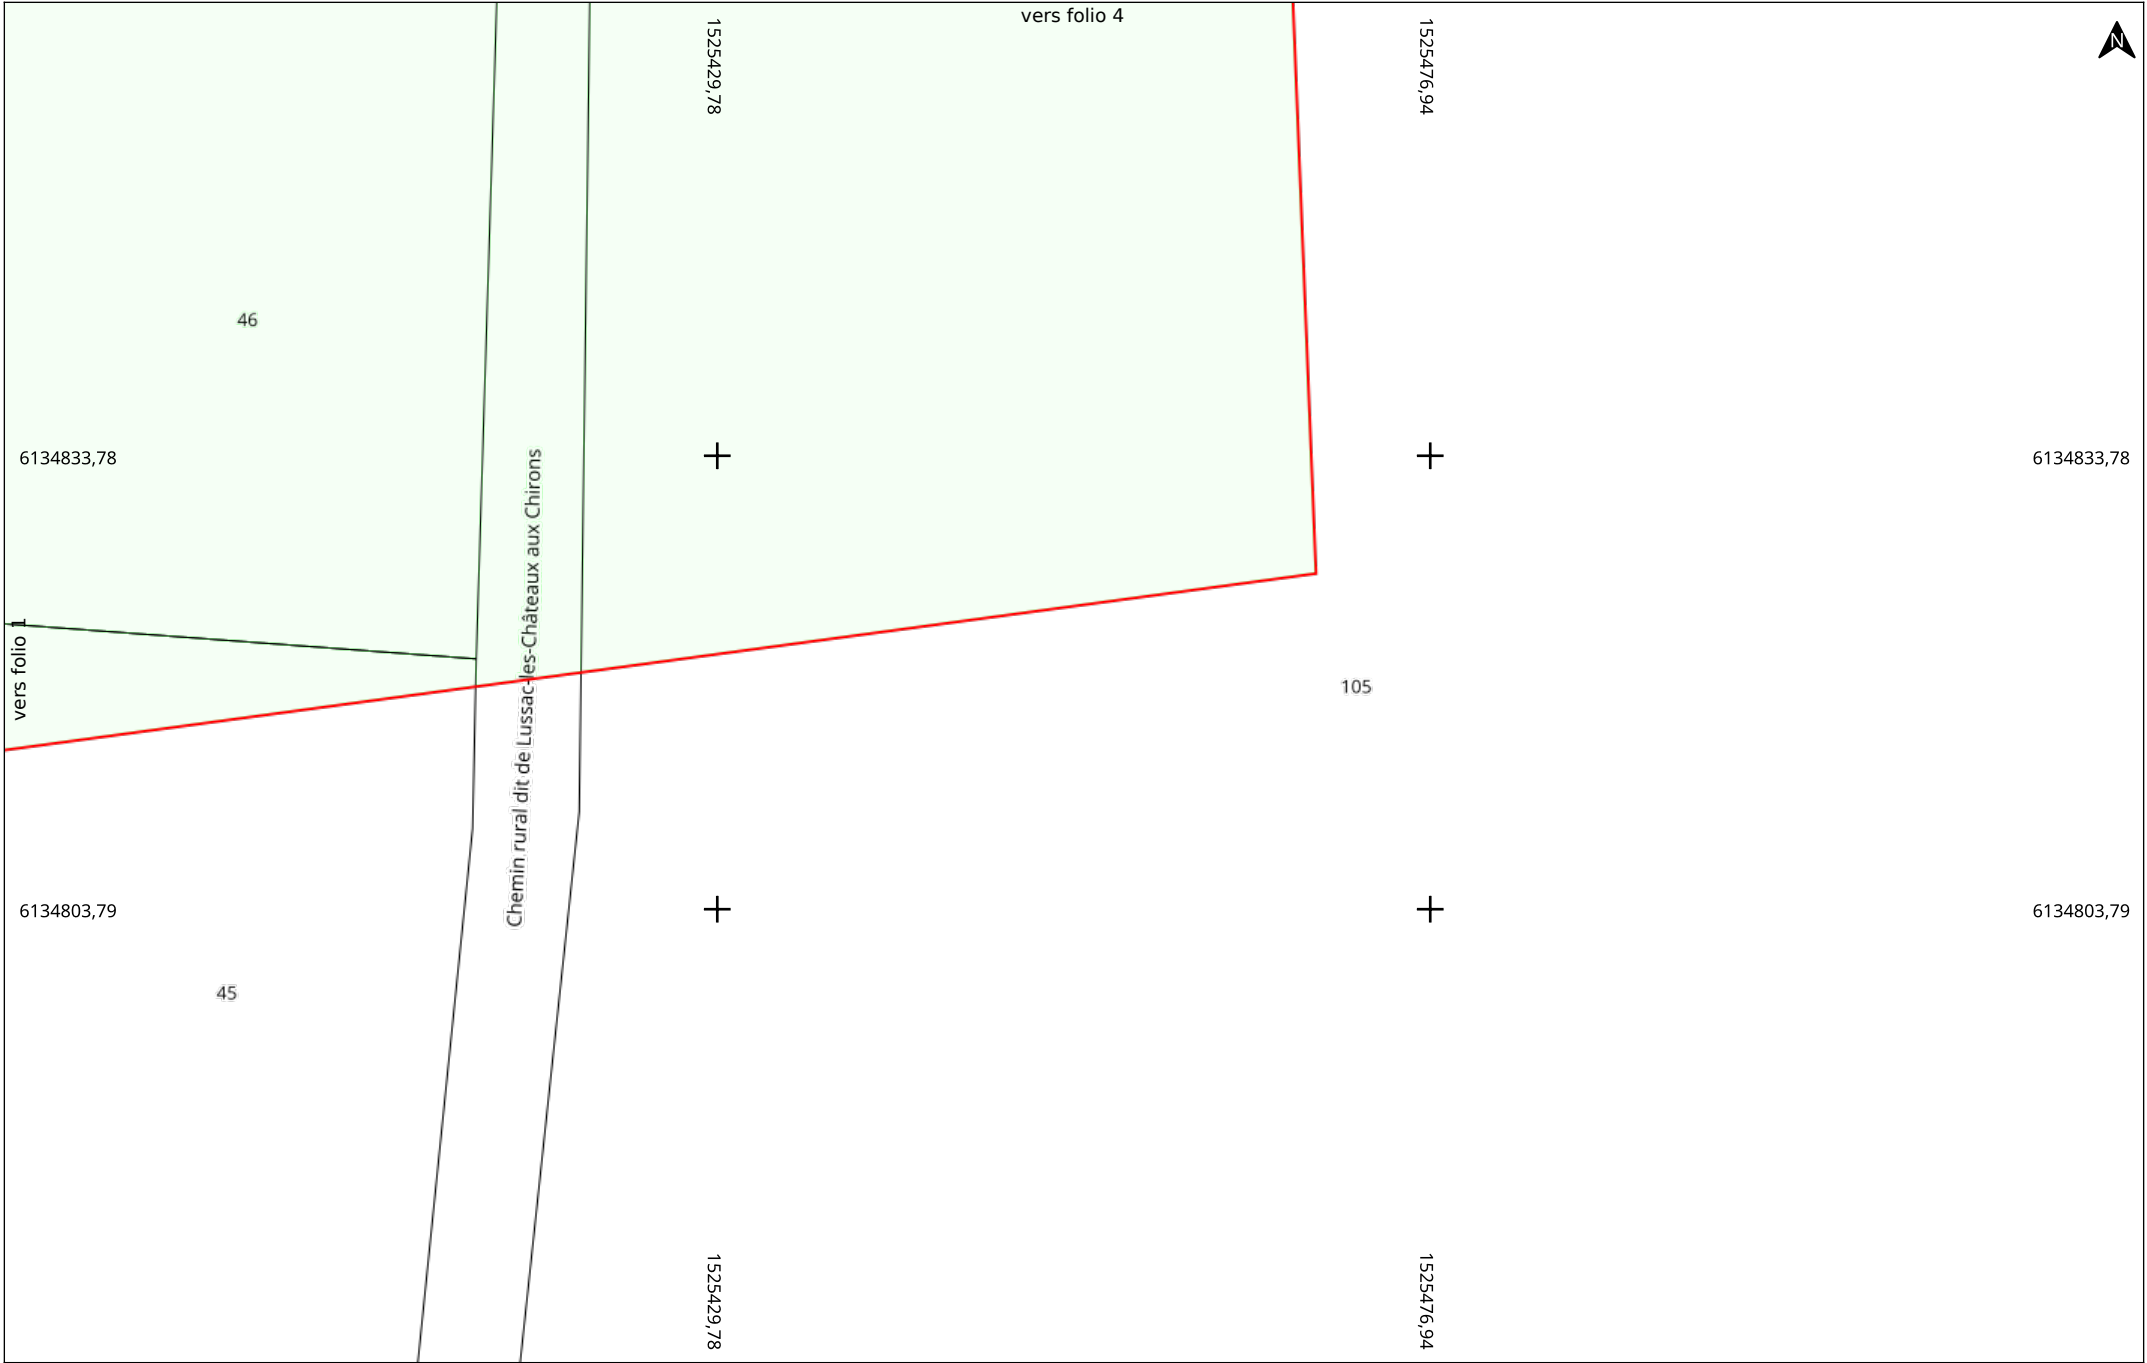 vers folio 4
1525429,78
1525476,94
N
46
6134833,78
6134833,78
Chemin rural dit de Lussac-les-Châteaux aux Chirons
vers folio 1
105
6134803,79
6134803,79
45
1525429,78
1525476,94